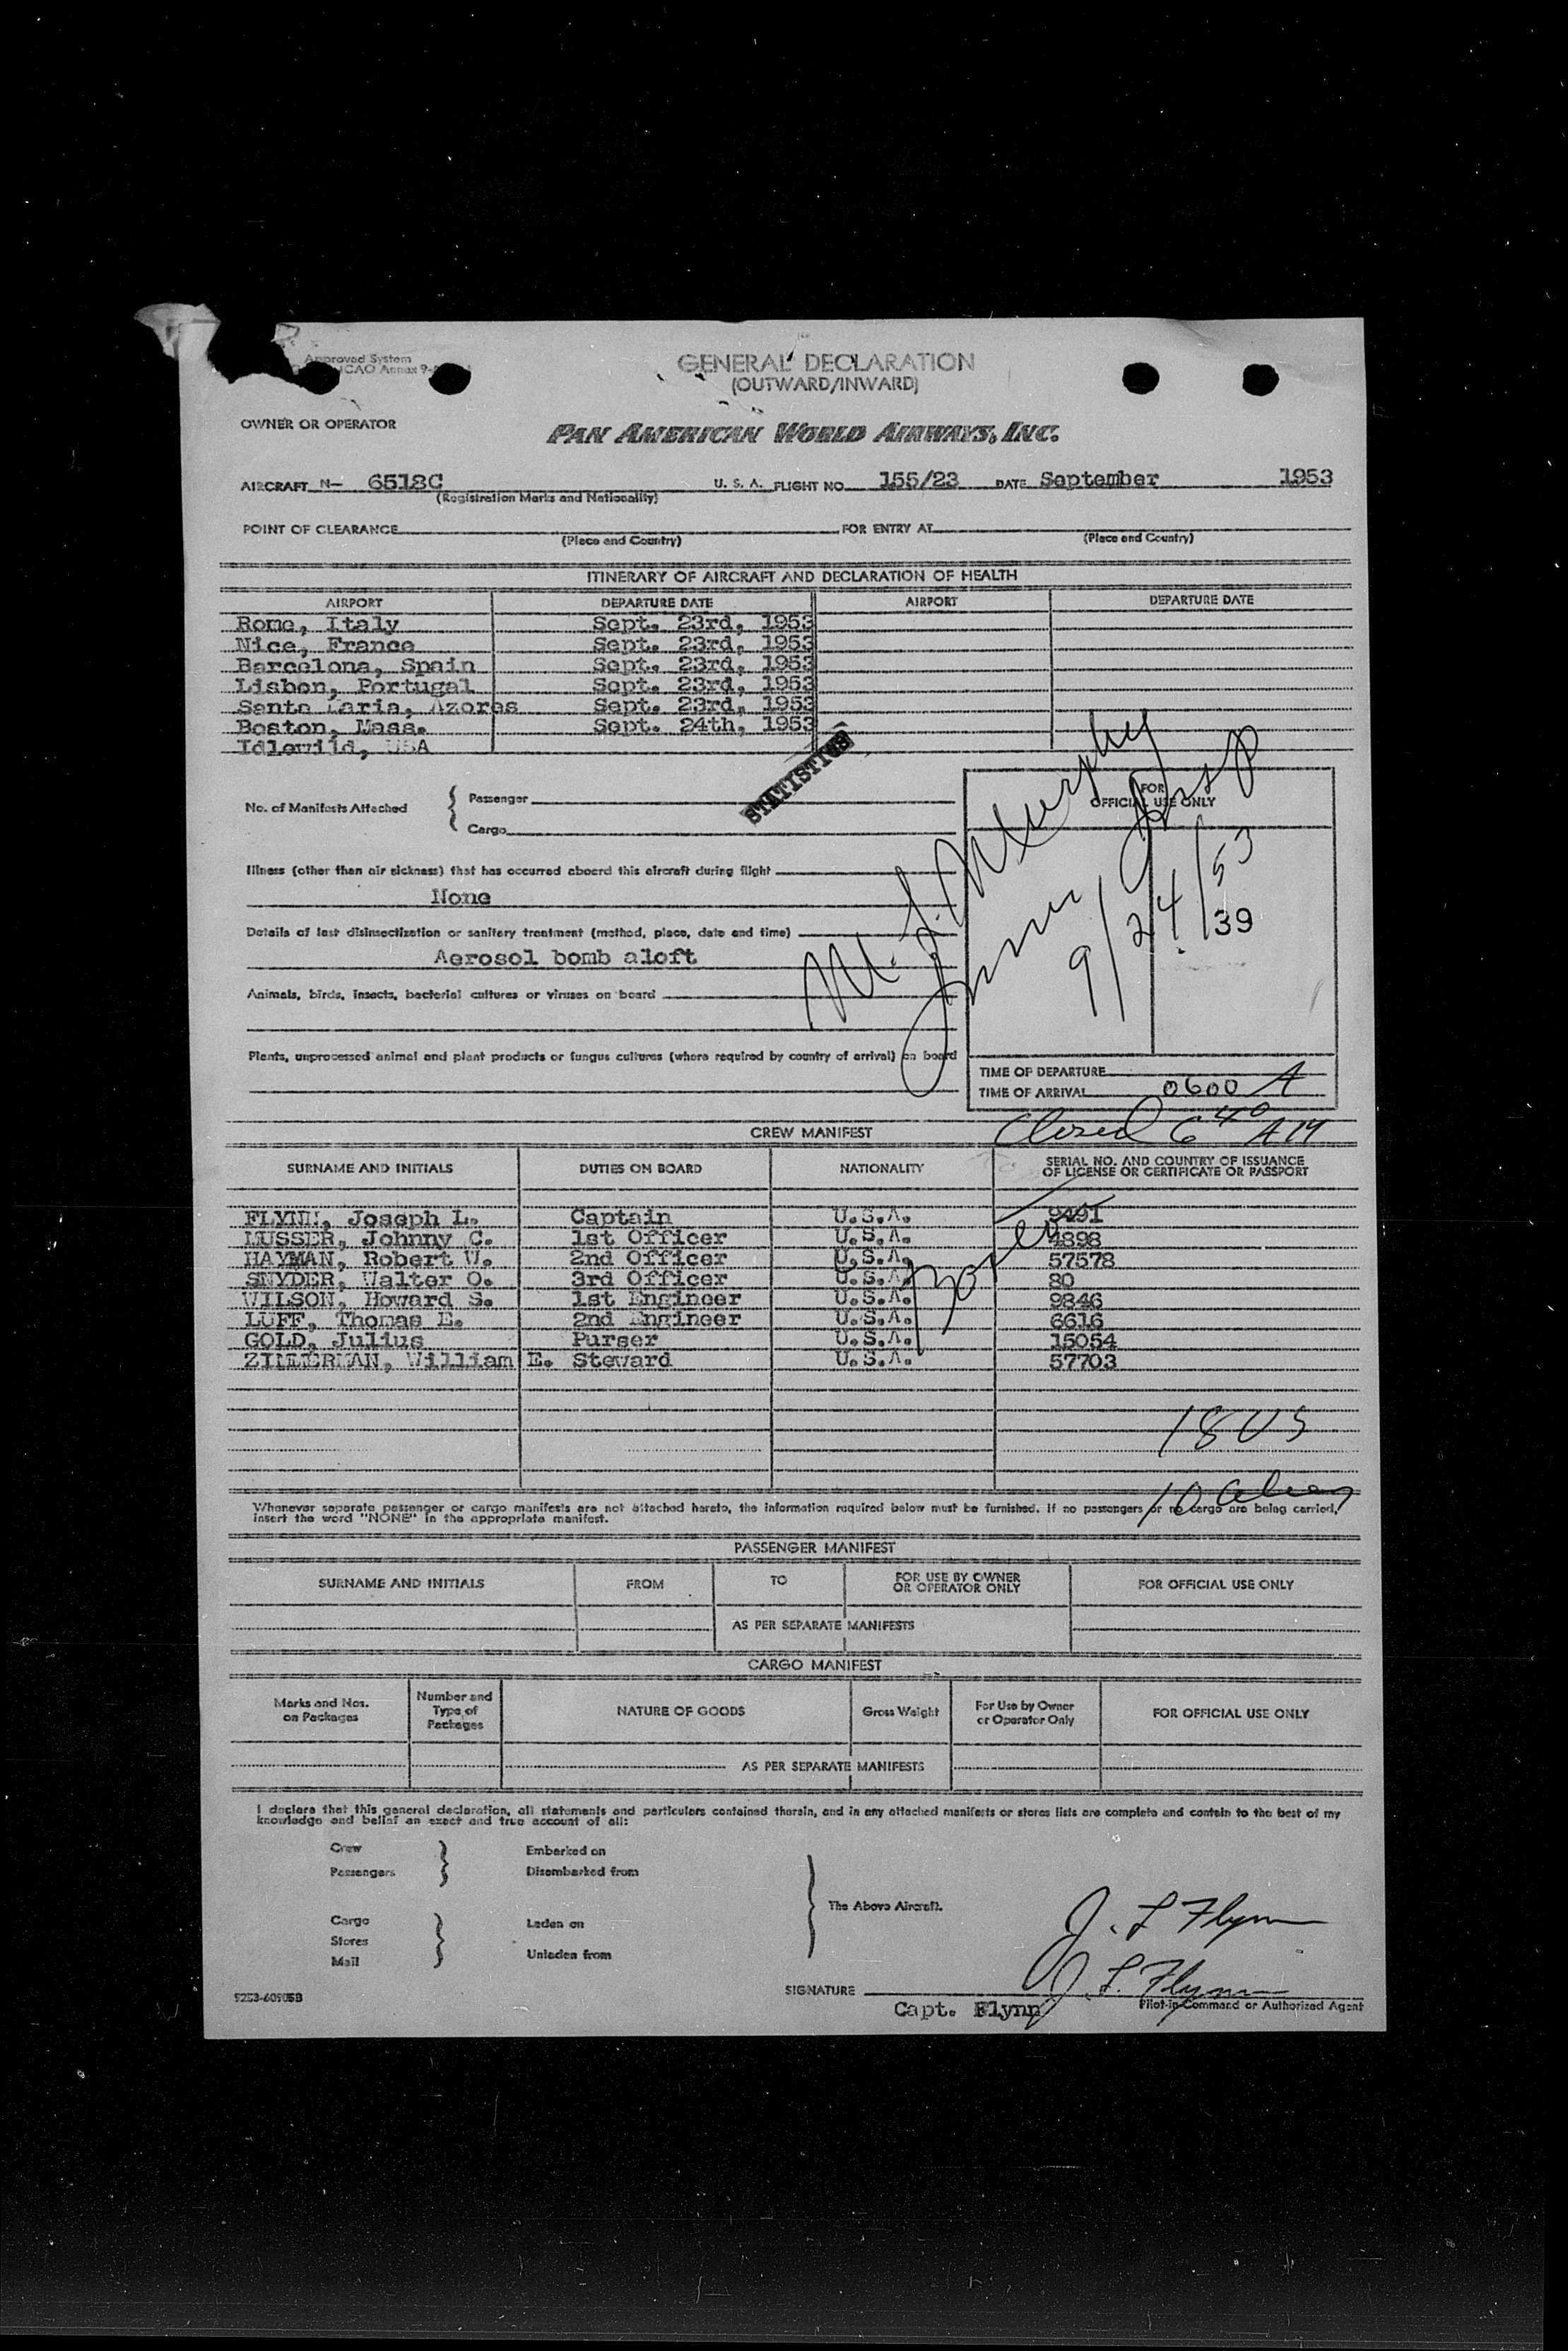 Approved System
ICAO Annex 9-
GENERAL DECLARATION
(OUTWARD/INWARD)
OWNER OR OPERATOR
PAN AMERICAN WORLD AIRWAYS, INC.
AIRCRAFT N- 6518C U. S. A. FLIGHT NO. 155/23 DATE September 1953
(Registration Marks and Nationality)
POINT OF CLEARANCE FOR ENTRY AT
(Place and Country) (Place and Country)
ITINERARY OF AIRCRAFT AND DECLARATION OF HEALTH
AIRPORT DEPARTURE DATE AIRPORT DEPARTURE DATE
Rome, Italy Sept. 23rd, 1953
Nice, France Sept. 23rd, 1953
Barcelona, Spain Sept. 23rd, 1953
Lisbon, Portugal Sept. 23rd, 1953
Santa Maria, Azores Sept. 23rd, 1953
Boston, Mass. Sept. 24th, 1953
Idlewild, USA
STATISTICS
No. of Manifests Attached
Passenger
Cargo
FOR
OFFICIAL USE ONLY
M. J. Murphy
Imm Insp
9/24/53
39
Illness (other than air sickness) that has occurred aboard this aircraft during flight
None
Details of last disinsectization or sanitary treatment (method, place, date and time)
Aerosol bomb aloft
Animals, birds, insects, bacterial cultures or viruses on board
Plants, unprocessed animal and plant products or fungus cultures (where required by country of arrival) on board
TIME OF DEPARTURE
TIME OF ARRIVAL 0600 A
Closed 6 40 AM
CREW MANIFEST
SURNAME AND INITIALS DUTIES ON BOARD NATIONALITY SERIAL NO. AND COUNTRY OF ISSUANCE
OF LICENSE OR CERTIFICATE OR PASSPORT
FLYNN, Joseph L. Captain U.S.A. 9491
LUSSER, Johnny C. 1st Officer U.S.A. 4898
HAYMAN, Robert W. 2nd Officer U.S.A. 57578
SNYDER, Walter O. 3rd Officer U.S.A. 80
WILSON, Howard S. 1st Engineer U.S.A. 9846
LUFF, Thomas E. 2nd Engineer U.S.A. 6616
GOLD, Julius Purser U.S.A. 15054
ZIMMERMAN, William E. Steward U.S.A. 57703
18 US
10 alien
Whenever separate passenger or cargo manifests are not attached hereto, the information required below must be furnished. If no passengers or no cargo are being carried,
insert the word "NONE" in the appropriate manifest.
PASSENGER MANIFEST
SURNAME AND INITIALS FROM TO FOR USE BY OWNER
OR OPERATOR ONLY FOR OFFICIAL USE ONLY
AS PER SEPARATE MANIFESTS
CARGO MANIFEST
Marks and Nos.
on Packages
Number and
Type of
Packages
NATURE OF GOODS Gross Weight For Use by Owner
or Operator Only FOR OFFICIAL USE ONLY
AS PER SEPARATE MANIFESTS
I declare that this general declaration, all statements and particulars contained therein, and in any attached manifests or stores lists are complete and contain to the best of my
knowledge and belief an exact and true account of all:
Crew Embarked on
Passengers Disembarked from
The Above Aircraft.
Cargo Laden on
Stores
Mail Unladen from
J. L Flynn
SIGNATURE J. L. Flynn
Capt. Flynn Pilot-in-Command or Authorized Agent
9253-60905B